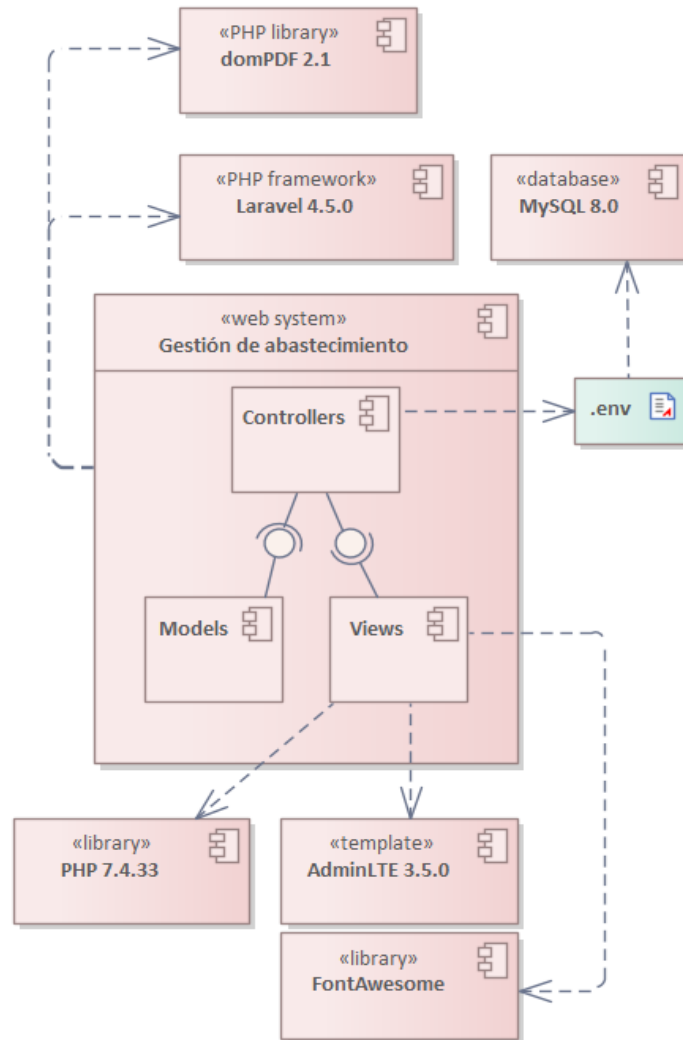 «PHP library»
domPDF 2.1
«PHP framework»
Laravel 4.5.0
«database»
MySQL 8.0
«web system»
Gestión de abastecimiento
Controllers
.env
Models
Views
«library»
PHP 7.4.33
«template»
AdminLTE 3.5.0
«library»
FontAwesome